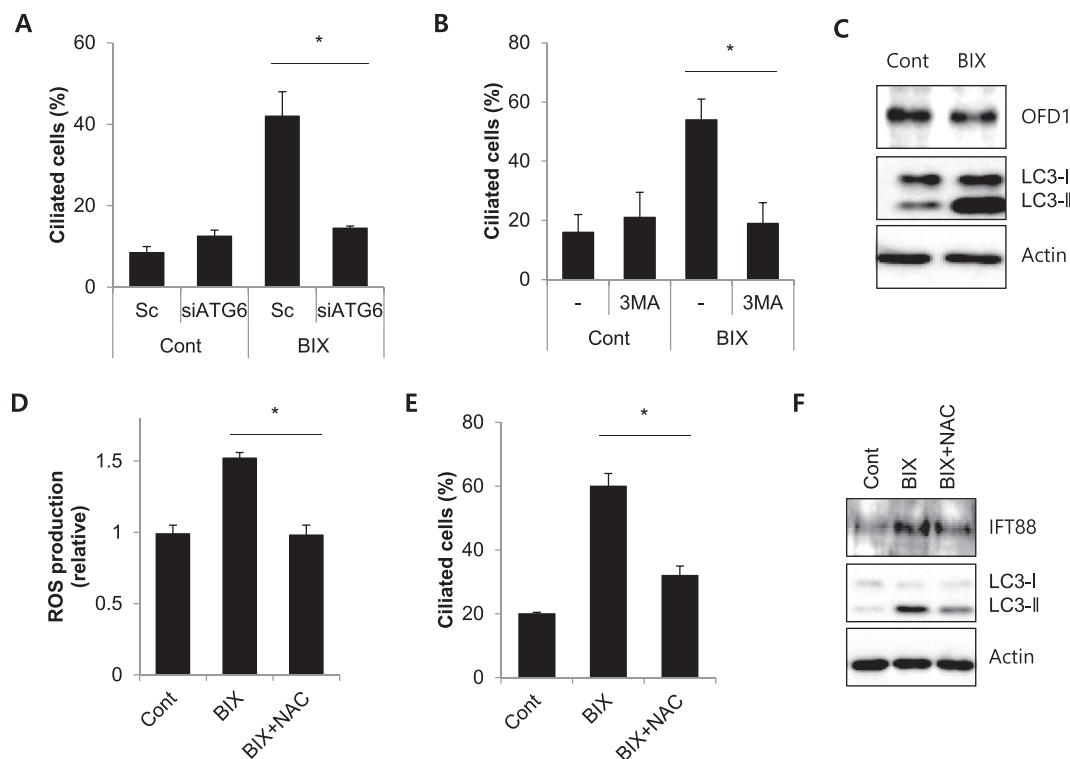 A
Ciliated cells (%)
60
40
20
0
*
Sc
siATG6
Sc
siATG6
Cont
BIX
B
Ciliated cells (%)
80
60
40
20
0
*
-
3MA
-
3MA
Cont
BIX
C
Cont
BIX
OFD1
LC3-Ⅰ
LC3-Ⅱ
Actin
D
ROS production
(relative)
1.5
1
0.5
0
*
Cont
BIX
BIX+NAC
E
Ciliated cells (%)
80
60
40
20
0
*
Cont
BIX
BIX+NAC
F
Cont
BIX
BIX+NAC
IFT88
LC3-Ⅰ
LC3-Ⅱ
Actin